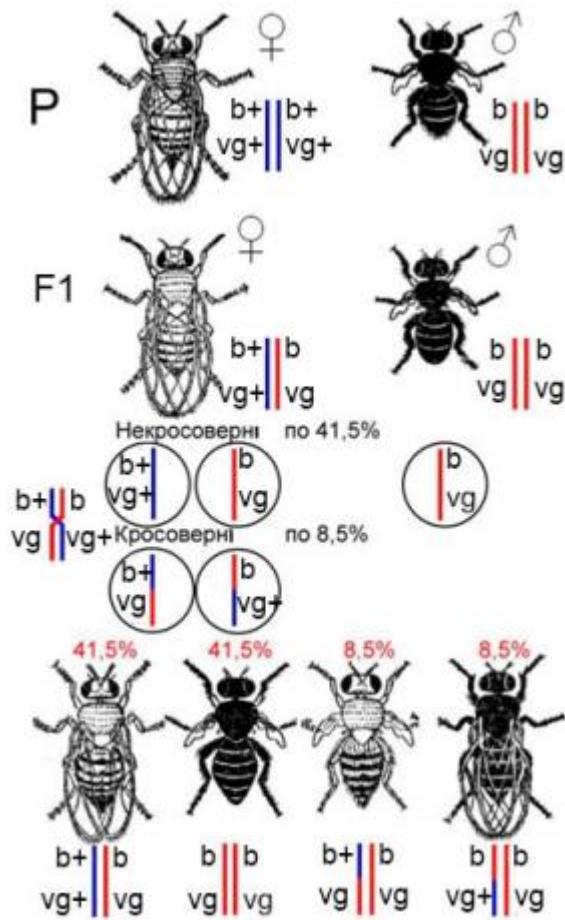 ♀ ♂
P b+ b+ b b
vg+ vg+ vg vg
♀ ♂
F1
b+ b b b
vg+ vg vg vg
Некросоверні по 41,5%
b+ b b
vg+ vg vg
b+ b
vg vg+
Кросоверні по 8,5%
b+ b
vg vg+
41,5% 41,5% 8,5% 8,5%
b+ b b b b+ b b b
vg+ vg vg vg vg vg vg+ vg